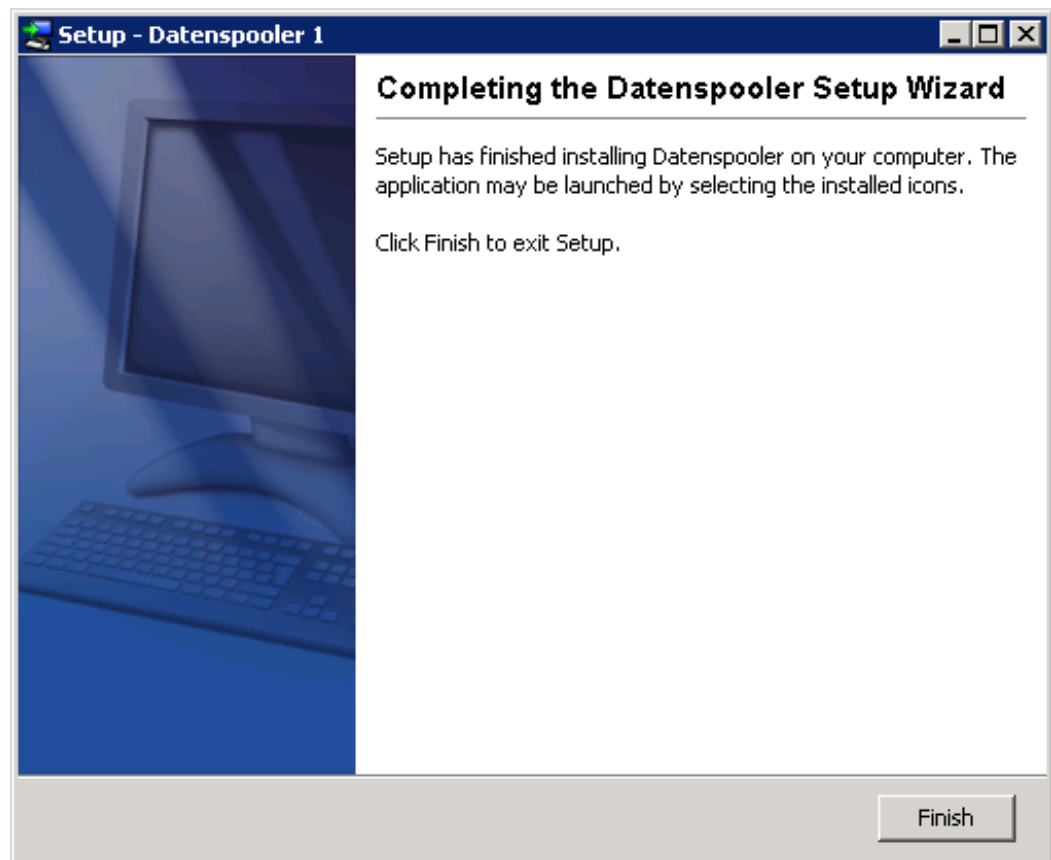 Setup - Datenspooler 1
Completing the Datenspooler Setup Wizard
Setup has finished installing Datenspooler on your computer. The
application may be launched by selecting the installed icons.
Click Finish to exit Setup.
Finish